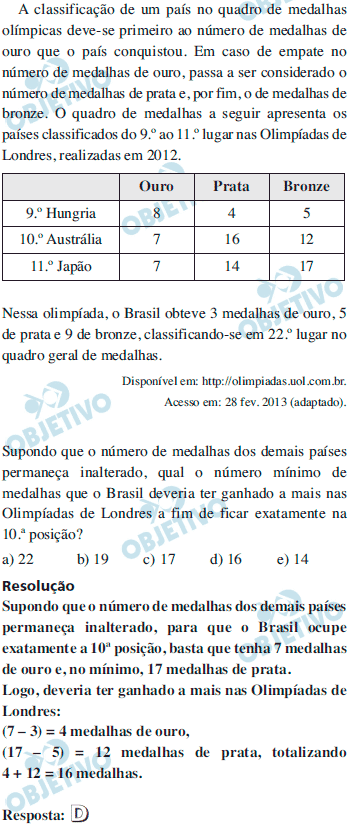 A classificação de um país no quadro de medalhas
olímpicas deve-se primeiro ao número de medalhas de
ouro que o país conquistou. Em caso de empate no
número de medalhas de ouro, passa a ser considerado o
número de medalhas de prata e, por fim, o de medalhas de
bronze. O quadro de medalhas a seguir apresenta os
países classificados do 9.º ao 11.º lugar nas Olimpíadas de
Londres, realizadas em 2012.
Ouro Prata Bronze
9.º Hungria 8 4 5
10.º Austrália 7 16 12
11.º Japão 7 14 17
Nessa olimpíada, o Brasil obteve 3 medalhas de ouro, 5
de prata e 9 de bronze, classificando-se em 22.º lugar no
quadro geral de medalhas.
Disponível em: http://olimpiadas.uol.com.br.
Acesso em: 28 fev. 2013 (adaptado).
Supondo que o número de medalhas dos demais países
permaneça inalterado, qual o número mínimo de
medalhas que o Brasil deveria ter ganhado a mais nas
Olimpíadas de Londres a fim de ficar exatamente na
10.ª posição?
a) 22 b) 19 c) 17 d) 16 e) 14
Resolução
Supondo que o número de medalhas dos demais países
permaneça inalterado, para que o Brasil ocupe
exatamente a 10ª posição, basta que tenha 7 medalhas
de ouro e, no mínimo, 17 medalhas de prata.
Logo, deveria ter ganhado a mais nas Olimpíadas de
Londres:
(7 – 3) = 4 medalhas de ouro,
(17 – 5) = 12 medalhas de prata, totalizando
4 + 12 = 16 medalhas.
Resposta: D
OBJETIVO
OBJETIVO
OBJETIVO
OBJETIVO
OBJETIVO
OBJETIVO